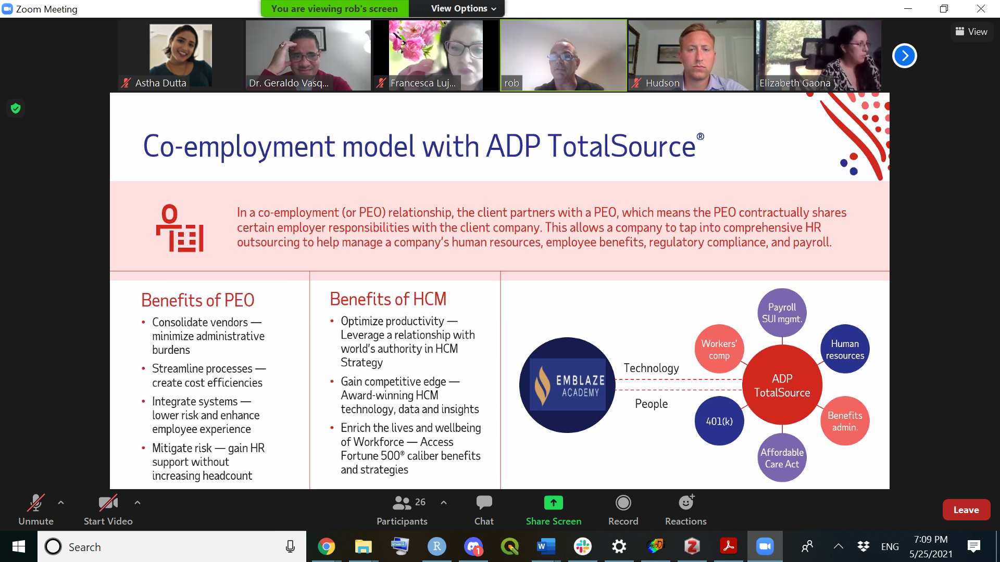 Zoom Meeting
You are viewing rob's screen
View Options
View
Astha Dutta
Dr. Geraldo Vasq...
Francesca Luj...
rob
Hudson
Elizabeth Gaona
Co-employment model with ADP TotalSource®
In a co-employment (or PEO) relationship, the client partners with a PEO, which means the PEO contractually shares
certain employer responsibilities with the client company. This allows a company to tap into comprehensive HR
outsourcing to help manage a company's human resources, employee benefits, regulatory compliance, and payroll.
Benefits of PEO
• Consolidate vendors —
minimize administrative
burdens
• Streamline processes —
create cost efficiencies
• Integrate systems —
lower risk and enhance
employee experience
• Mitigate risk — gain HR
support without
increasing headcount
Benefits of HCM
• Optimize productivity —
Leverage a relationship with
world's authority in HCM
Strategy
• Gain competitive edge —
Award-winning HCM
technology, data and insights
• Enrich the lives and wellbeing
of Workforce — Access
Fortune 500® caliber benefits
and strategies
EMBLAZE
ACADEMY
Technology
People
Payroll
SUI mgmt.
Workers'
comp
Human
resources
ADP
TotalSource
401(k)
Benefits
admin.
Affordable
Care Act
Unmute
Start Video
26
Participants
Chat
Share Screen
Record
Reactions
Leave
Search
R
1
W
GeoDa
Z
ENG
7:09 PM
5/25/2021